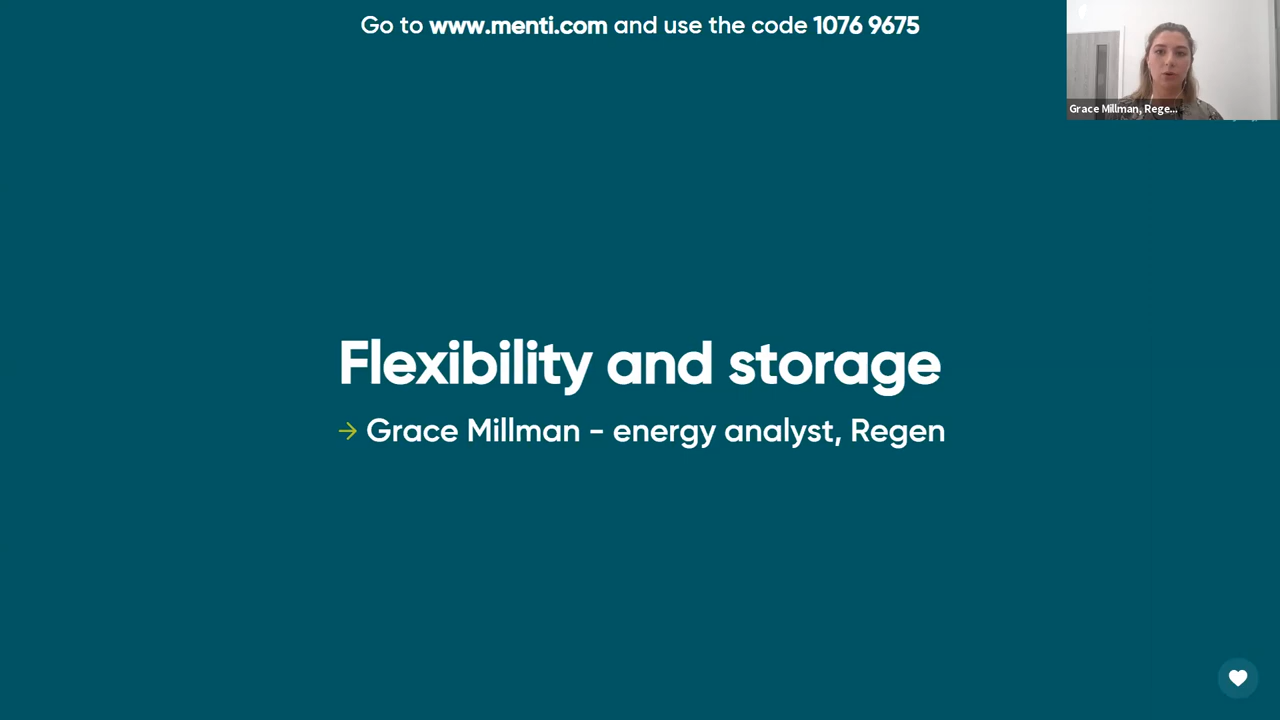 Go to www.menti.com and use the code 1076 9675
Grace Millman, Rege...
Flexibility and storage
→ Grace Millman - energy analyst, Regen